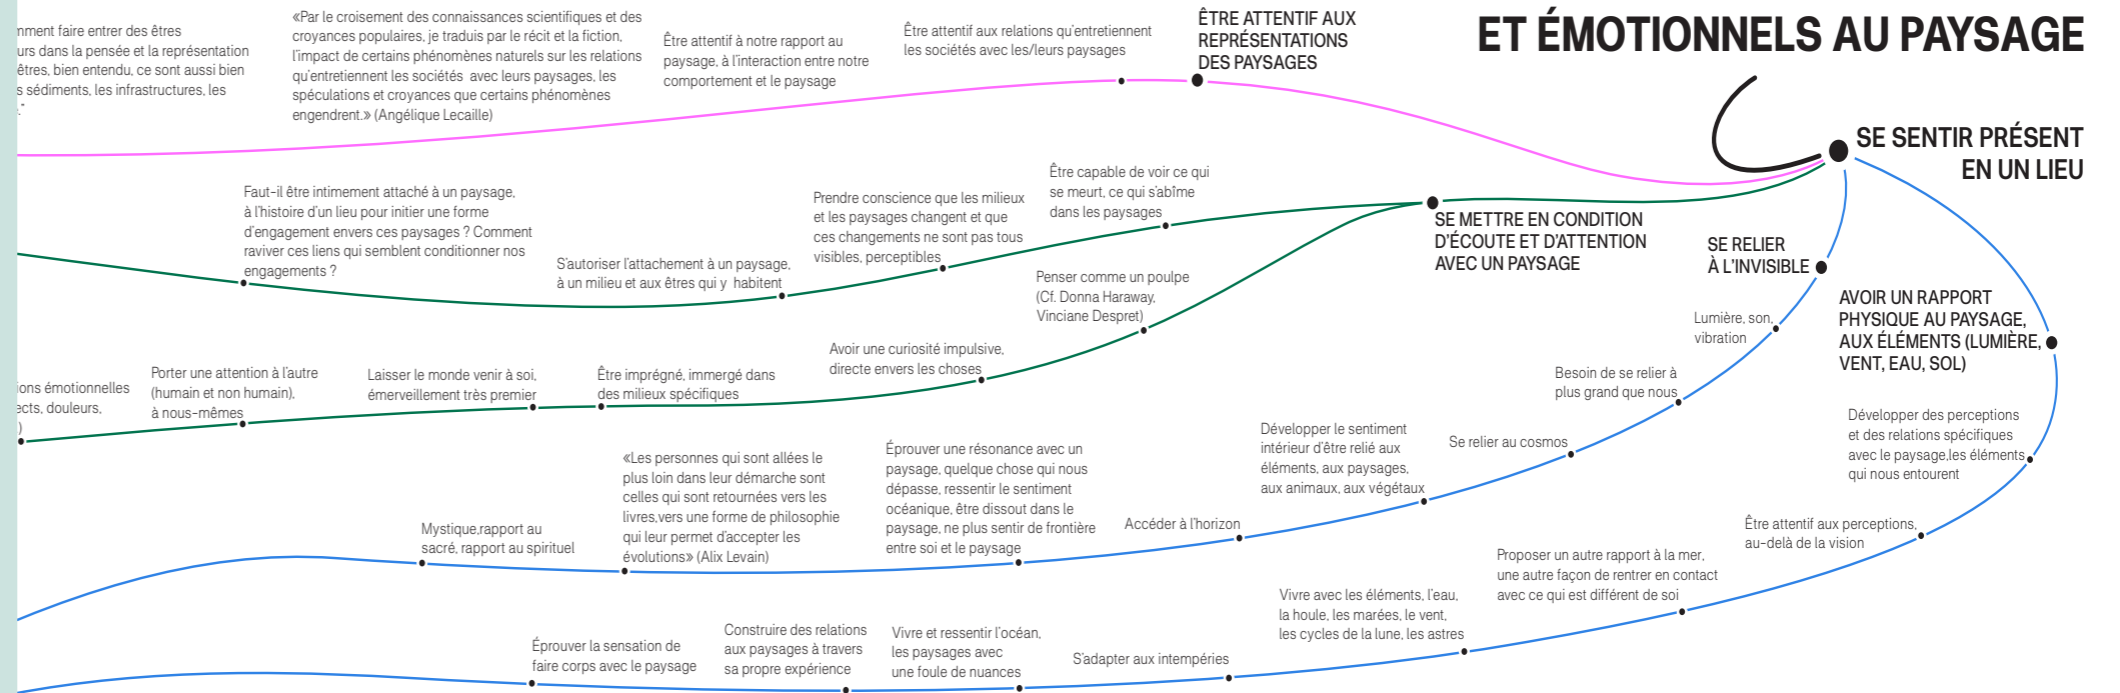 ET ÉMOTIONNELS AU PAYSAGE
SE SENTIR PRÉSENT
EN UN LIEU
entrer des êtres
dans la pensée et la représentation
bien entendu, ce sont aussi bien
sédiments, les infrastructures, les
«Par le croisement des connaissances scientifiques et des
croyances populaires, je traduis par le récit et la fiction,
l'impact de certains phénomènes naturels sur les relations
qu'entretiennent les sociétés avec leurs paysages, les
spéculations et croyances que certains phénomènes
engendrent.» (Angélique Lecaille)
Être attentif à notre rapport au
paysage, à l'interaction entre notre
comportement et le paysage
Être attentif aux relations qu'entretiennent
les sociétés avec les/leurs paysages
ÊTRE ATTENTIF AUX
REPRÉSENTATIONS
DES PAYSAGES
Faut-il être intimement attaché à un paysage,
à l'histoire d'un lieu pour initier une forme
d'engagement envers ces paysages ? Comment
raviver ces liens qui semblent conditionner nos
engagements ?
S'autoriser l'attachement à un paysage,
à un milieu et aux êtres qui y habitent
Prendre conscience que les milieux
et les paysages changent et que
ces changements ne sont pas tous
visibles, perceptibles
Être capable de voir ce qui
se meurt, ce qui s'abîme
dans les paysages
SE METTRE EN CONDITION
D'ÉCOUTE ET D'ATTENTION
AVEC UN PAYSAGE
émotionnelles
douleurs,
Porter une attention à l'autre
(humain et non humain),
à nous-mêmes
Laisser le monde venir à soi,
émerveillement très premier
Être imprégné, immergé dans
des milieux spécifiques
Avoir une curiosité impulsive,
directe envers les choses
Penser comme un poulpe
(Cf. Donna Haraway,
Vinciane Despret)
SE RELIER
À L'INVISIBLE
Lumière, son,
vibration
Besoin de se relier à
plus grand que nous
Se relier au cosmos
Développer le sentiment
intérieur d'être relié aux
éléments, aux paysages,
aux animaux, aux végétaux
Accéder à l'horizon
Éprouver une résonance avec un
paysage, quelque chose qui nous
dépasse, ressentir le sentiment
océanique, être dissout dans le
paysage, ne plus sentir de frontière
entre soi et le paysage
«Les personnes qui sont allées le
plus loin dans leur démarche sont
celles qui sont retournées vers les
livres,vers une forme de philosophie
qui leur permet d'accepter les
évolutions» (Alix Levain)
Mystique,rapport au
sacré, rapport au spirituel
AVOIR UN RAPPORT
PHYSIQUE AU PAYSAGE,
AUX ÉLÉMENTS (LUMIÈRE,
VENT, EAU, SOL)
Développer des perceptions
et des relations spécifiques
avec le paysage,les éléments
qui nous entourent
Être attentif aux perceptions,
au-delà de la vision
Proposer un autre rapport à la mer,
une autre façon de rentrer en contact
avec ce qui est différent de soi
Vivre avec les éléments, l'eau,
la houle, les marées, le vent,
les cycles de la lune, les astres
S'adapter aux intempéries
Vivre et ressentir l'océan,
les paysages avec
une foule de nuances
Construire des relations
aux paysages à travers
sa propre expérience
Éprouver la sensation de
faire corps avec le paysage